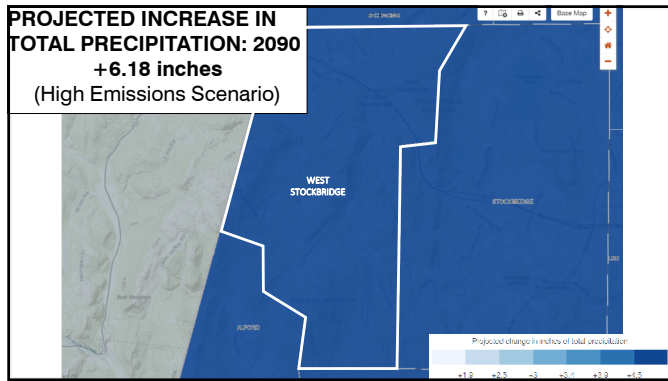 PROJECTED INCREASE IN
TOTAL PRECIPITATION: 2090
+6.18 inches
(High Emissions Scenario)
?
Base Map
+
−
WEST
STOCKBRIDGE
STOCKBRIDGE
ALFORD
Projected change in inches of total precipitation
+1.9 +2.5 +3 +3.4 +3.9 +4.5